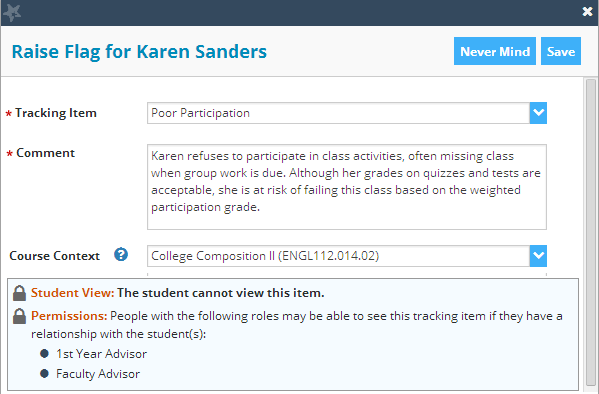 Raise Flag for Karen Sanders
Never Mind
Save
* Tracking Item
Poor Participation
* Comment
Karen refuses to participate in class activities, often missing class
when group work is due. Although her grades on quizzes and tests are
acceptable, she is at risk of failing this class based on the weighted
participation grade.
Course Context
?
College Composition II (ENGL112.014.02)
Student View: The student cannot view this item.
Permissions: People with the following roles may be able to see this tracking item if they have a
relationship with the student(s):
● 1st Year Advisor
● Faculty Advisor